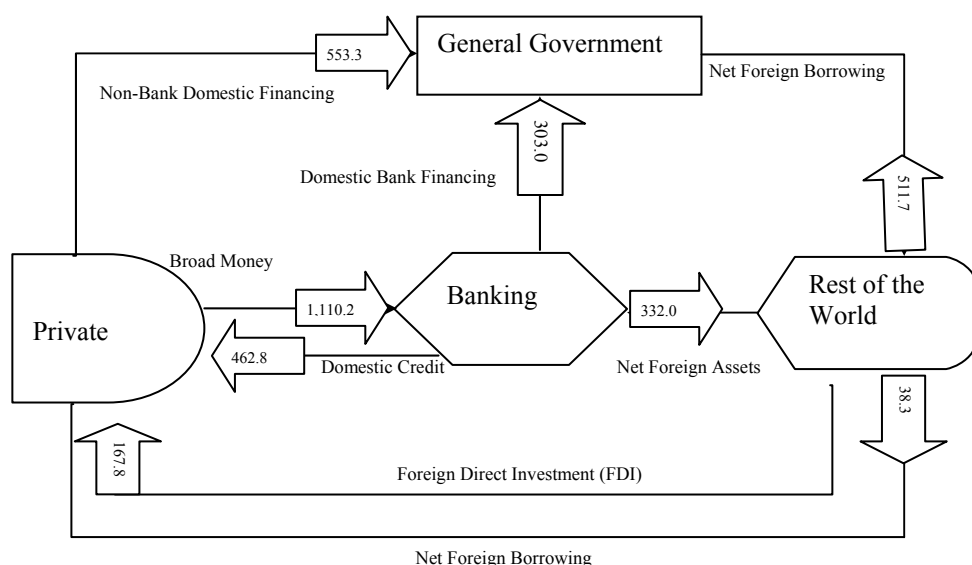 553.3
General Government
Net Foreign Borrowing
Non-Bank Domestic Financing
303.0
Domestic Bank Financing
511.7
Broad Money
Private
1,110.2
Banking
332.0
Rest of the
World
462.8
Domestic Credit
Net Foreign Assets
38.3
167.8
Foreign Direct Investment (FDI)
Net Foreign Borrowing